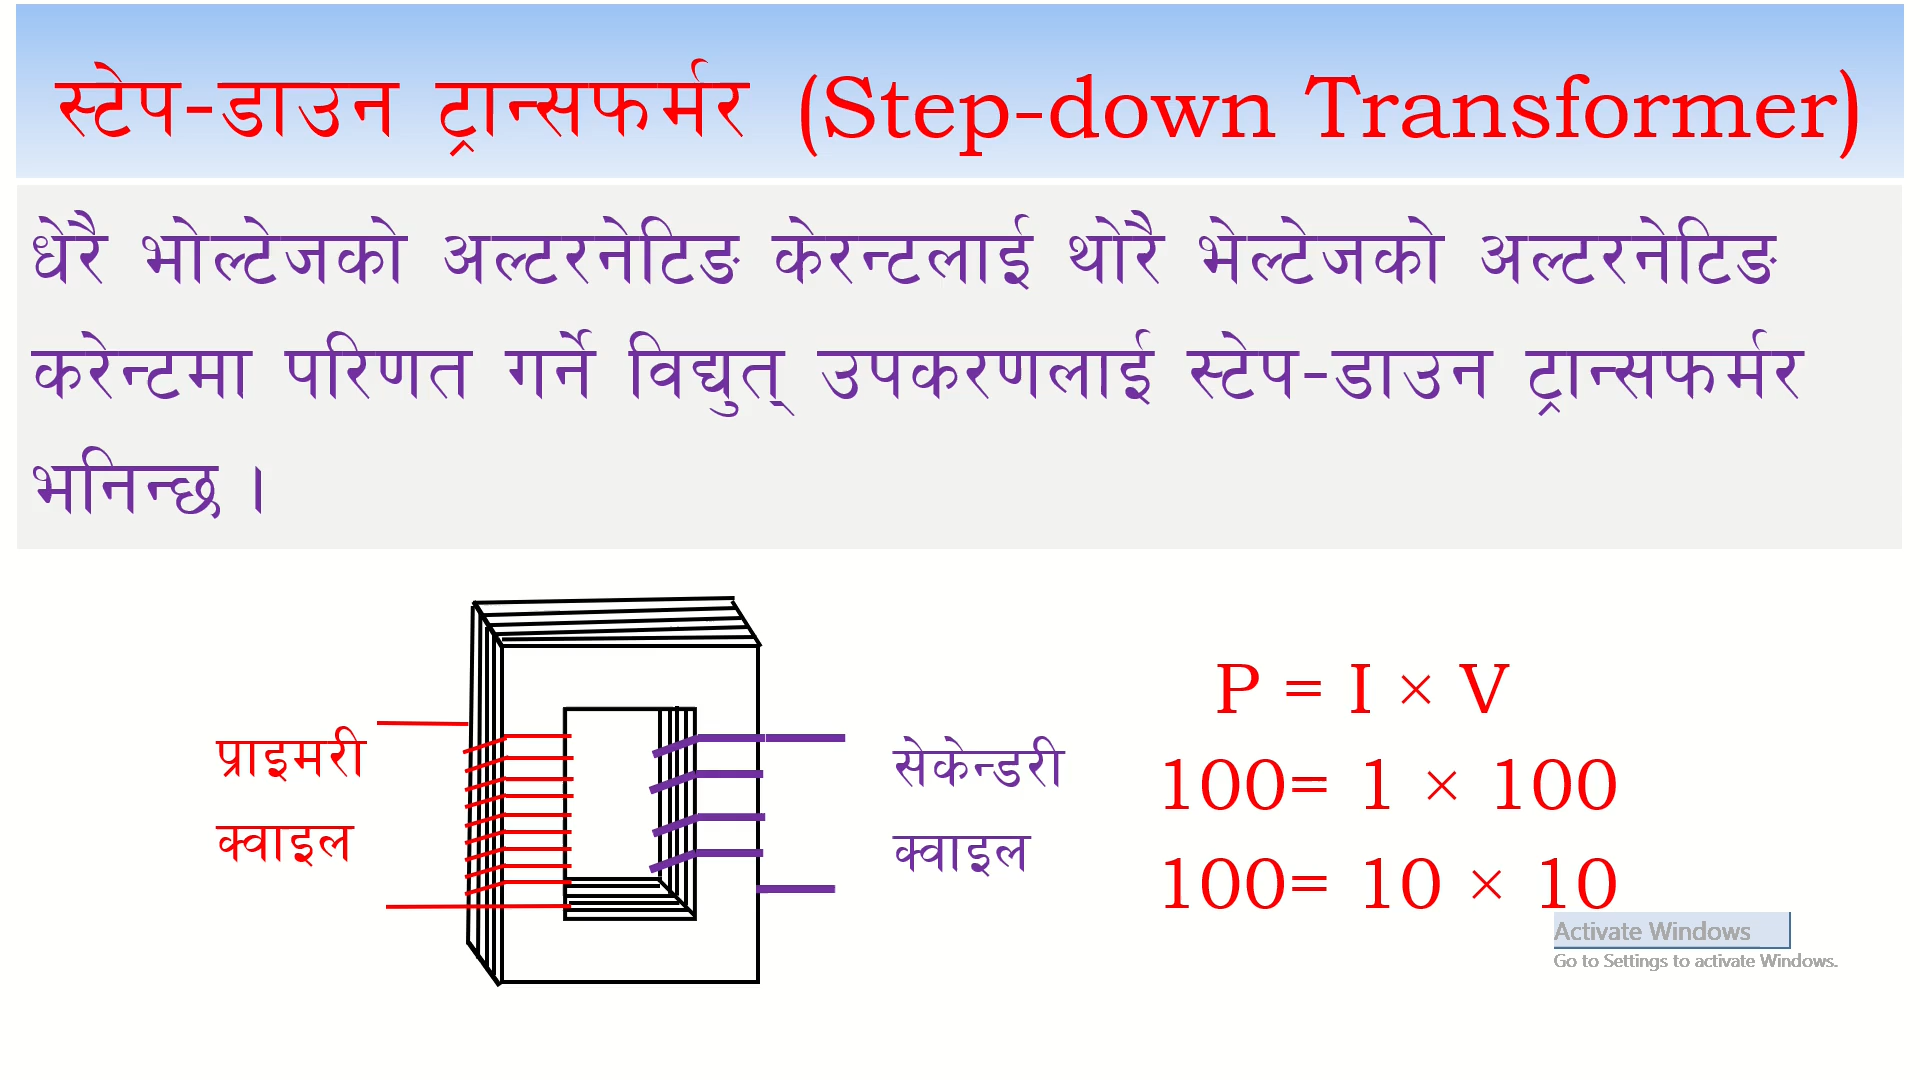 स्टेप-डाउन ट्रान्सफर्मर (Step-down Transformer)
धेरै भोल्टेजको अल्टरनेटिङ केरन्टलाई थोरै भेल्टेजको अल्टरनेटिङ
करेन्टमा परिणत गर्ने विद्युत् उपकरणलाई स्टेप-डाउन ट्रान्सफर्मर
भनिन्छ ।
प्राइमरी
क्वाइल
सेकेन्डरी
क्वाइल
P = I × V
100= 1 × 100
100= 10 × 10
Activate Windows
Go to Settings to activate Windows.